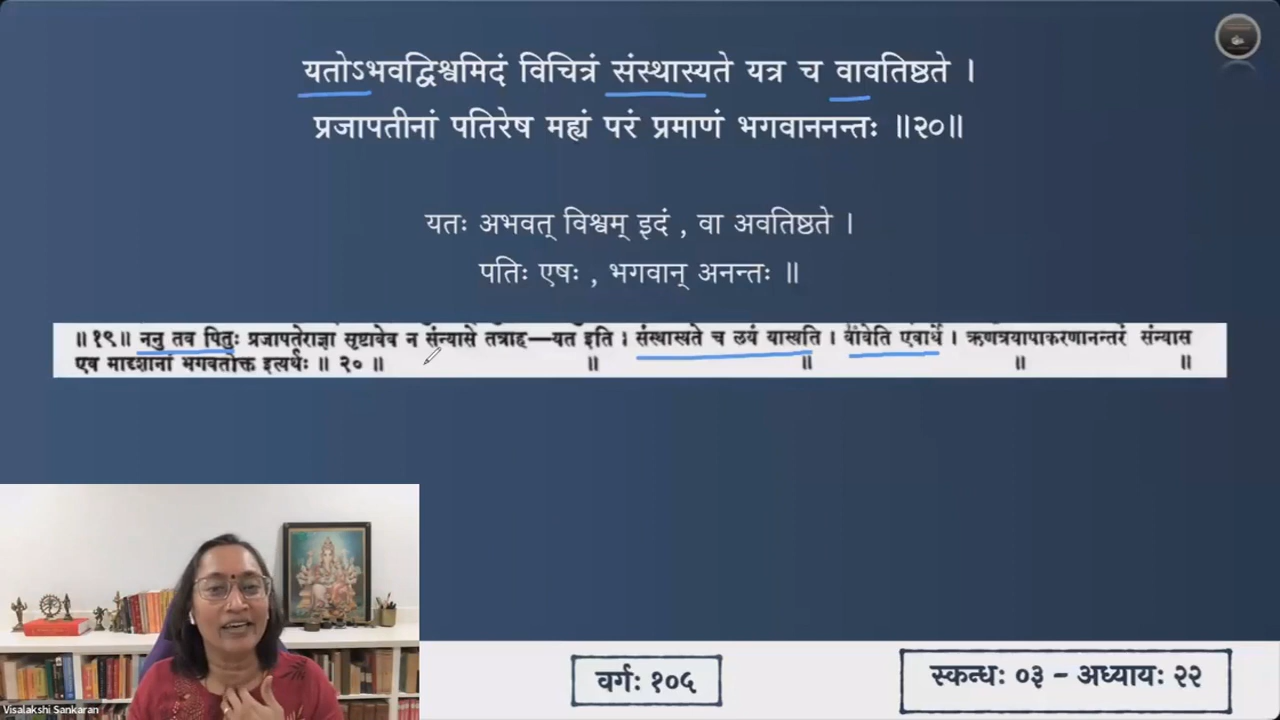 यतोऽभवद्विश्वमिदं विचित्रं संस्थास्यते यत्र च वावतिष्ठते ।
प्रजापतीनां पतिरेष मह्यं परं प्रमाणं भगवाननन्तः ॥२०॥
यतः अभवत् विश्वम् इदं , वा अवतिष्ठते ।
पतिः एषः , भगवान् अनन्तः ॥
॥ १९ ॥ ननु तव पितुः प्रजापतेराज्ञा सृष्टावेव न संन्यासे तत्राह—यत इति । संस्थास्यते च लयं यास्यति । वावेति एवार्थे । ऋणत्रयापाकरणानन्तरं संन्यास
एव मादृशानां भगवतोक्त इत्यर्थः ॥ २० ॥ ॥ ॥ ॥ ॥
Visalakshi Sankaran
वर्गः १०५
स्कन्धः ०३ - अध्यायः २२